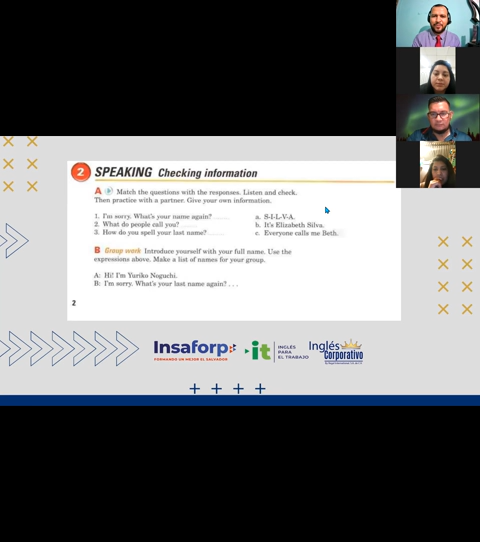 2 SPEAKING Checking information
A Match the questions with the responses. Listen and check.
Then practice with a partner. Give your own information.
1. I'm sorry. What's your name again? ........
2. What do people call you? ........
3. How do you spell your last name? ........
a. S-I-L-V-A.
b. It's Elizabeth Silva.
c. Everyone calls me Beth.
B Group work Introduce yourself with your full name. Use the
expressions above. Make a list of names for your group.
A: Hi! I'm Yuriko Noguchi.
B: I'm sorry. What's your last name again? . . .
2
Insaforp
FORMANDO UN MEJOR EL SALVADOR
it
INGLÉS
PARA
EL TRABAJO
Inglés
Corporativo